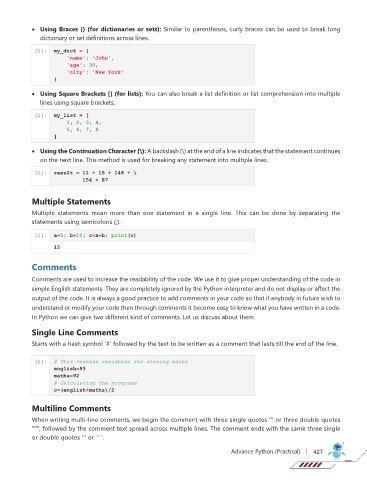 • Using Braces {} (for dictionaries or sets): Similar to parentheses, curly braces can be used to break long
dictionary or set definitions across lines.
[1]: my_dict = {
'name': 'John',
'age': 30,
'city': 'New York'
}
• Using Square Brackets [] (for lists): You can also break a list definition or list comprehension into multiple
lines using square brackets.
[1]: my_list = [
1, 2, 3, 4,
5, 6, 7, 8
]
• Using the Continuation Character (\): A backslash (\) at the end of a line indicates that the statement continues
on the next line. This method is used for breaking any statement into multiple lines.
[1]: result = 11 + 15 + 148 + \
154 + 87
Multiple Statements
Multiple statements mean more than one statement in a single line. This can be done by separating the
statements using semicolons (;).
[1]: a=5; b=10; c=a+b; print(c)
15
Comments
Comments are used to increase the readability of the code. We use it to give proper understanding of the code in
simple English statements. They are completely ignored by the Python interpreter and do not display or affect the
output of the code. It is always a good practice to add comments in your code so that if anybody in future wish to
understand or modify your code then through comments it become easy to know what you have written in a code.
In Python we can give two different kind of comments. Let us discuss about them.
Single Line Comments
Starts with a hash symbol '#' followed by the text to be written as a comment that lasts till the end of the line.
[1]: # This creates variables for storing marks
english=93
maths=92
# Calculating the programs
c=(english+maths)/2
Multiline Comments
When writing multi-line comments, we begin the comment with three single quotes ''' or three double quotes
""", followed by the comment text spread across multiple lines. The comment ends with the same three single
or double quotes ''' or """.
Advance Python (Practical) | 427